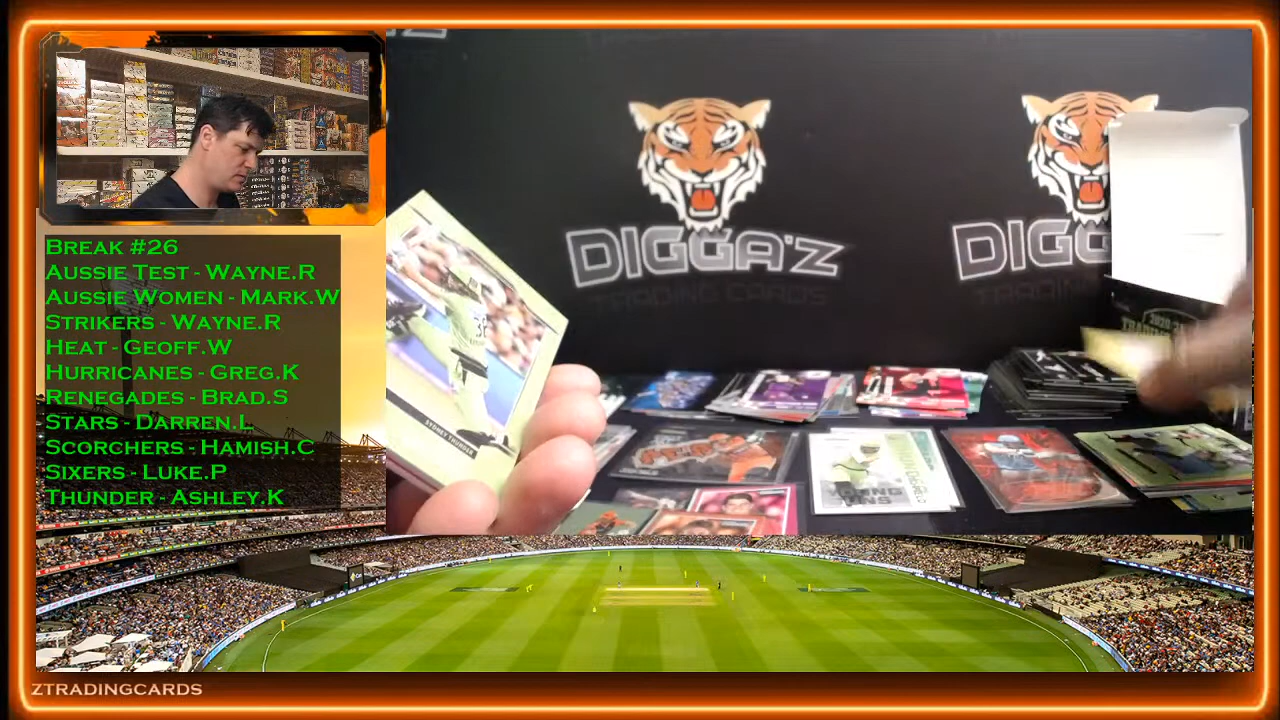 BREAK #26
AUSSIE TEST - WAYNE.R
AUSSIE WOMEN - MARK.W
STRIKERS - WAYNE.R
HEAT - GEOFF.W
HURRICANES - GREG.K
RENEGADES - BRAD.S
STARS - DARREN.L
SCORCHERS - HAMISH.C
SIXERS - LUKE.P
THUNDER - ASHLEY.K
DIGGA'Z
TRADING CARDS
DIGG
SYDNEY THUNDER
YOUNG
ZTRADINGCARDS